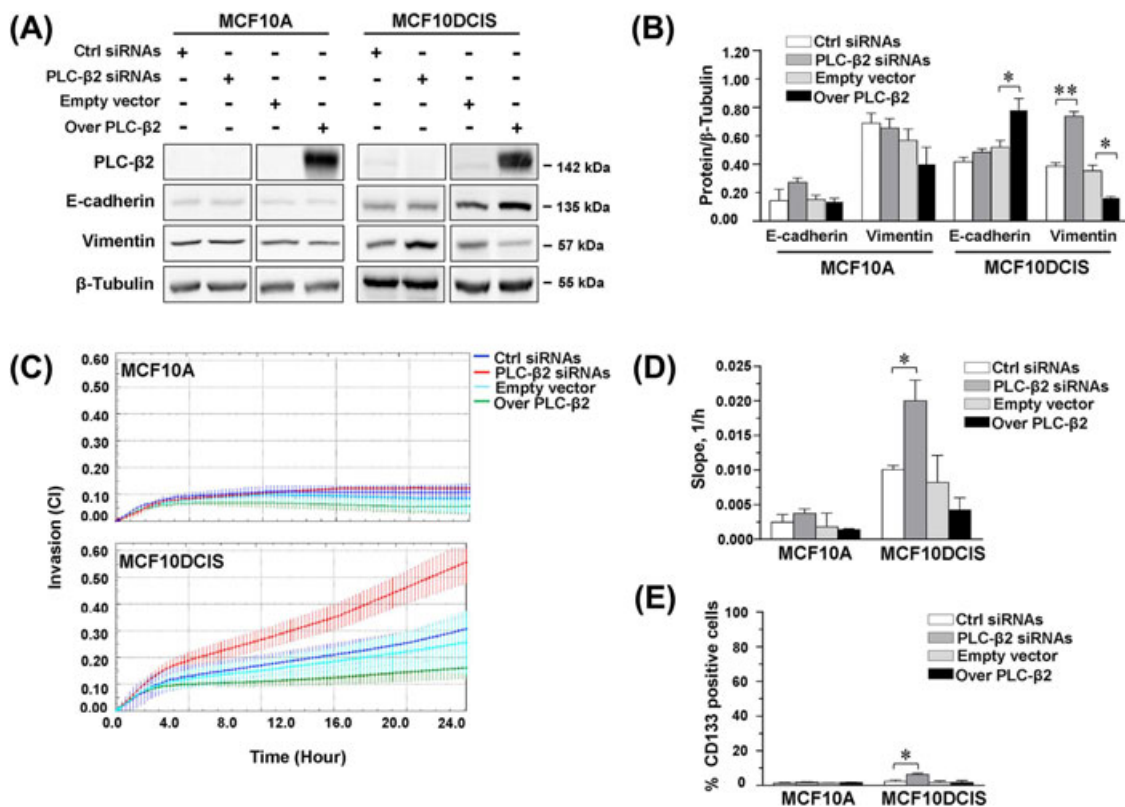 (A)
MCF10A MCF10DCIS
Ctrl siRNAs + - - - + - - -
PLC-β2 siRNAs - + - - - + - -
Empty vector - - + - - - + -
Over PLC-β2 - - - + - - - +
PLC-β2 – 142 kDa
E-cadherin – 135 kDa
Vimentin – 57 kDa
β-Tubulin – 55 kDa
(B)
Ctrl siRNAs
PLC-β2 siRNAs
Empty vector
Over PLC-β2
Protein/β-Tubulin
1.20
1.00
0.80
0.60
0.40
0.20
0.00
* ** *
E-cadherin Vimentin E-cadherin Vimentin
MCF10A MCF10DCIS
(C)
Invasion (CI)
MCF10A
0.60
0.50
0.40
0.30
0.20
0.10
0.00
Ctrl siRNAs
PLC-β2 siRNAs
Empty vector
Over PLC-β2
MCF10DCIS
0.60
0.50
0.40
0.30
0.20
0.10
0.00
0.0 4.0 8.0 12.0 16.0 20.0 24.0
Time (Hour)
(D)
Ctrl siRNAs
PLC-β2 siRNAs
Empty vector
Over PLC-β2
Slope, 1/h
0.025
0.020
0.015
0.010
0.005
0.000
*
MCF10A MCF10DCIS
(E)
Ctrl siRNAs
PLC-β2 siRNAs
Empty vector
Over PLC-β2
% CD133 positive cells
100
80
60
40
20
0
*
MCF10A MCF10DCIS